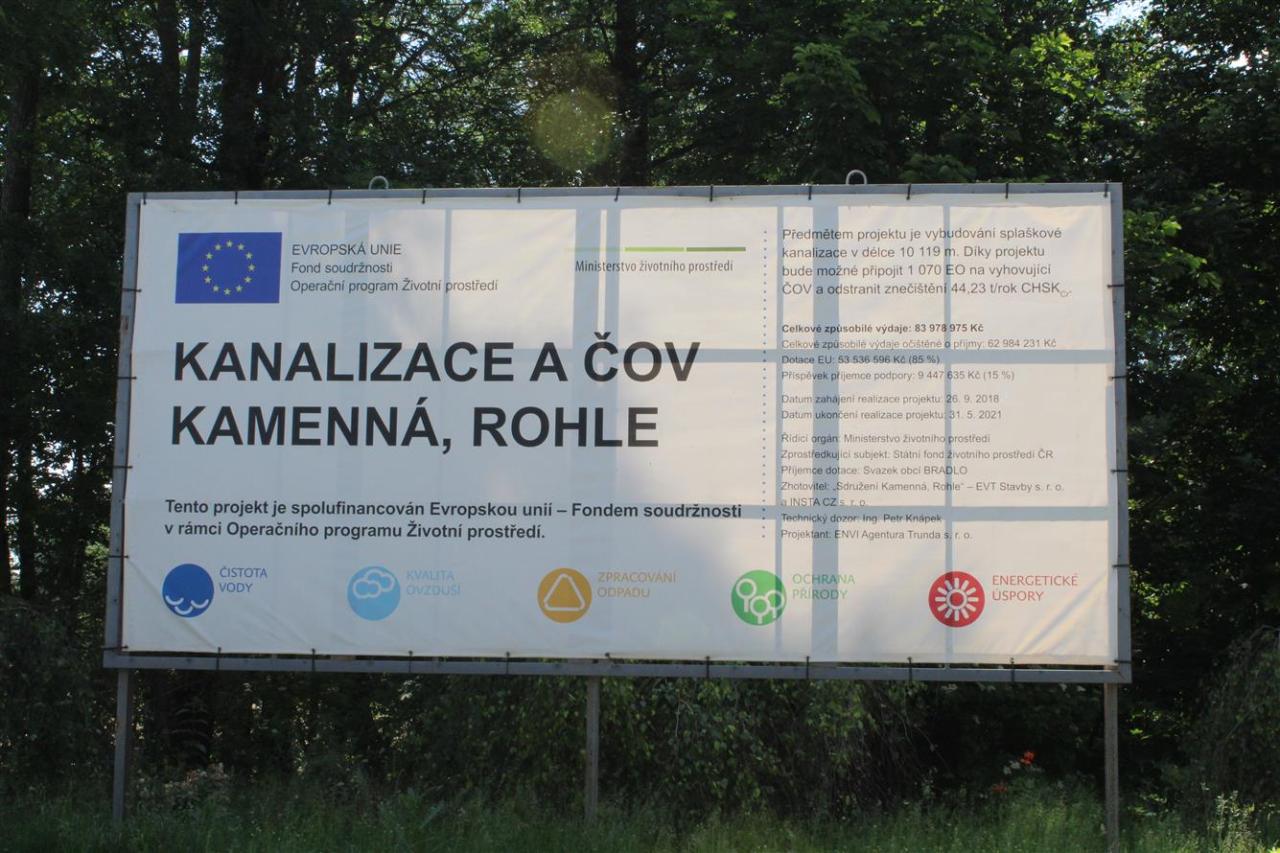 EVROPSKÁ UNIE
Fond soudržnosti
Operační program Životní prostředí
Ministerstvo životního prostředí
KANALIZACE A ČOV
KAMENNÁ, ROHLE
Tento projekt je spolufinancován Evropskou unií – Fondem soudržnosti
v rámci Operačního programu Životní prostředí.
Předmětem projektu je vybudování splaškové
kanalizace v délce 10 119 m. Díky projektu
bude možné připojit 1 070 EO na vyhovující
ČOV a odstranit znečištění 44,23 t/rok CHSKCr.
Celkové způsobilé výdaje: 83 978 975 Kč
Celkové způsobilé výdaje očištěné o příjmy: 62 984 231 Kč
Dotace EU: 53 536 596 Kč (85 %)
Příspěvek příjemce podpory: 9 447 635 Kč (15 %)
Datum zahájení realizace projektu: 26. 9. 2018
Datum ukončení realizace projektu: 31. 5. 2021
Řídicí orgán: Ministerstvo životního prostředí
Zprostředkující subjekt: Státní fond životního prostředí ČR
Příjemce dotace: Svazek obcí BRADLO
Zhotovitel: „Sdružení Kamenná, Rohle“ – EVT Stavby s. r. o.
a INSTA CZ s. r. o.
Technický dozor: Ing. Petr Knápek
Projektant: ENVI Agentura Trunda s. r. o.
ČISTOTA
VODY
KVALITA
OVZDUŠÍ
ZPRACOVÁNÍ
ODPADU
OCHRANA
PŘÍRODY
ENERGETICKÉ
ÚSPORY